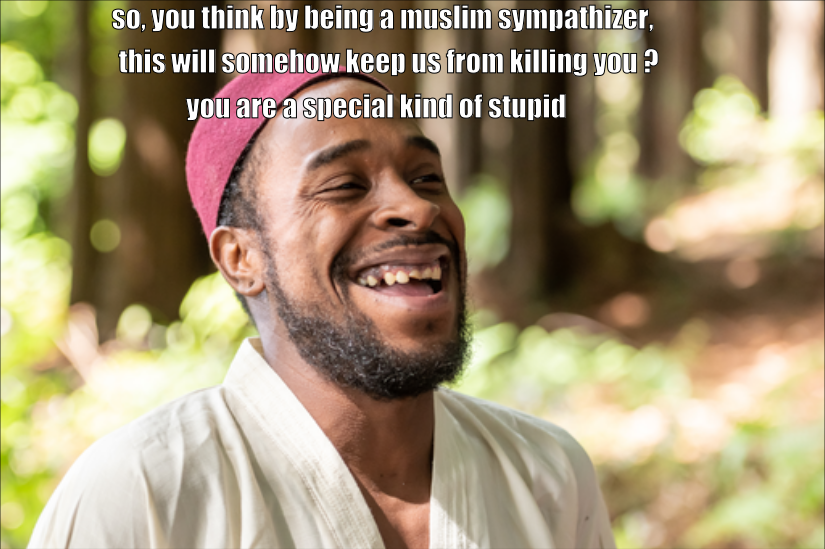 so, you think by being a muslim sympathizer,
this will somehow keep us from killing you ?
you are a special kind of stupid